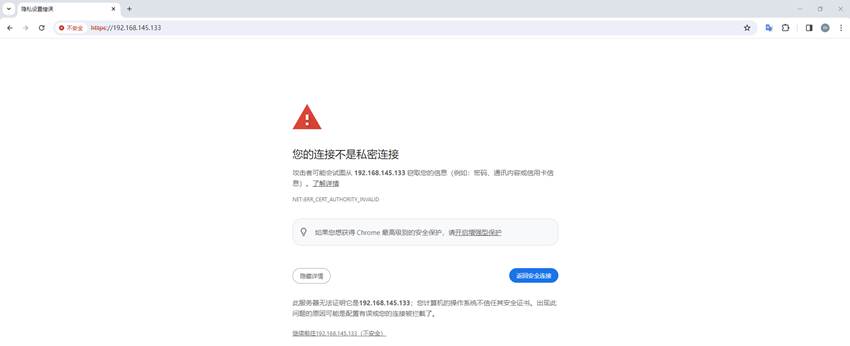 隐私设置错误
不安全 https://192.168.145.133
您的连接不是私密连接
攻击者可能会试图从 192.168.145.133 窃取您的信息（例如：密码、通讯内容或信用卡信
息）。了解详情
NET::ERR_CERT_AUTHORITY_INVALID
如果您想获得 Chrome 最高级别的安全保护，请开启增强型保护
隐藏详情
返回安全连接
此服务器无法证明它是192.168.145.133；您计算机的操作系统不信任其安全证书。出现此
问题的原因可能是配置有误或您的连接被拦截了。
继续前往192.168.145.133（不安全）